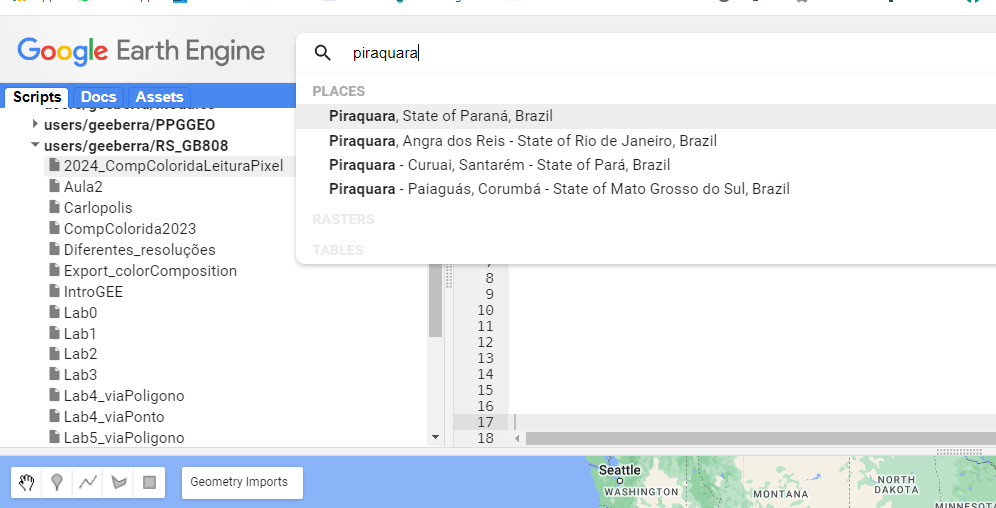 Google Earth Engine
piraquara
PLACES
Piraquara, State of Paraná, Brazil
Piraquara, Angra dos Reis - State of Rio de Janeiro, Brazil
Piraquara - Curuai, Santarém - State of Pará, Brazil
Piraquara - Paiaguás, Corumbá - State of Mato Grosso do Sul, Brazil
RASTERS
TABLES
Scripts Docs Assets
users/geeberra/PPGGEO
users/geeberra/RS_GB808
2024_CompColoridaLeituraPixel
Aula2
Carlopolis
CompColorida2023
Diferentes_resoluções
Export_colorComposition
IntroGEE
Lab0
Lab1
Lab2
Lab3
Lab4_viaPoligono
Lab4_viaPonto
Lab5_viaPoligono
8
9
10
11
12
13
14
15
16
17
18
Geometry Imports
Seattle
WASHINGTON
MONTANA
NORTH
DAKOTA
MINNESOTA